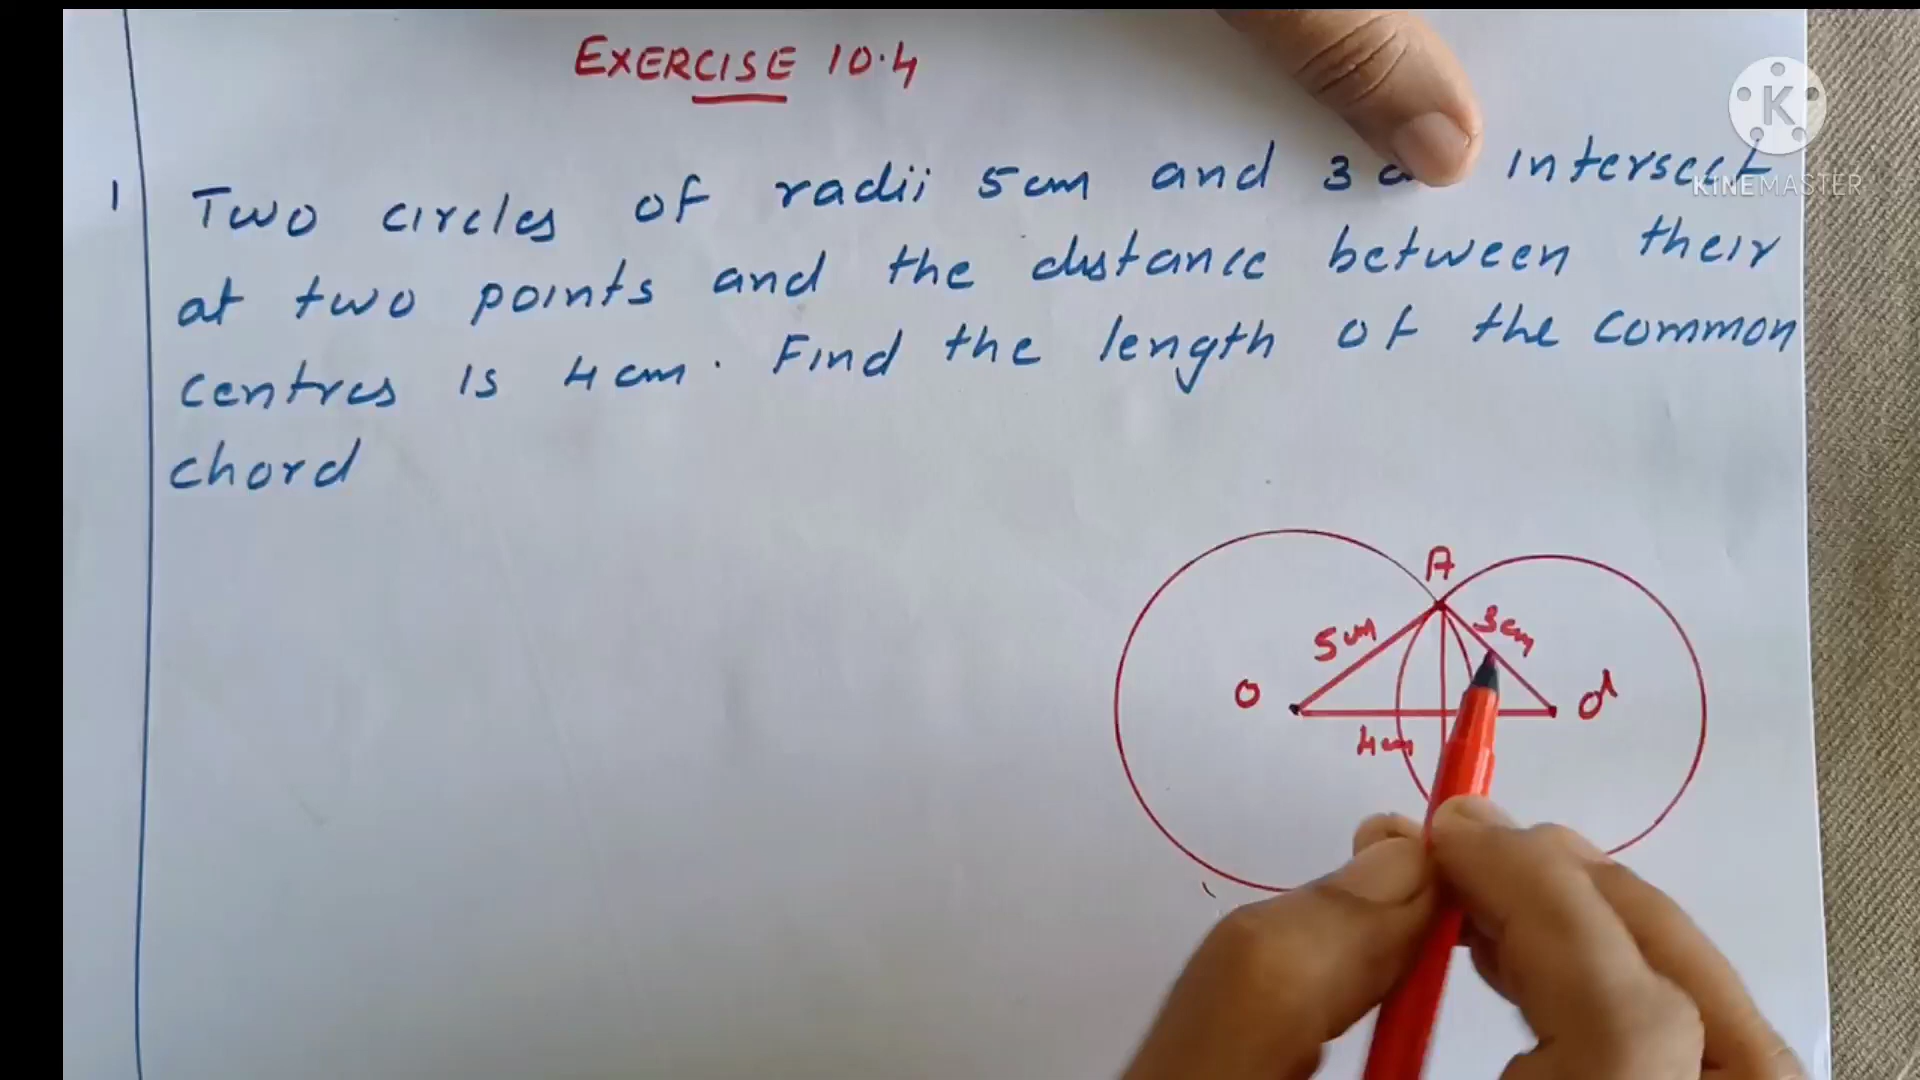 EXERCISE 10.4
1 Two circles of radii 5cm and 3 intersect
at two points and the distance between their
centres is 4cm. Find the length of the common
chord
A
5cm 3cm
O O'
4cm
K
KINEMASTER